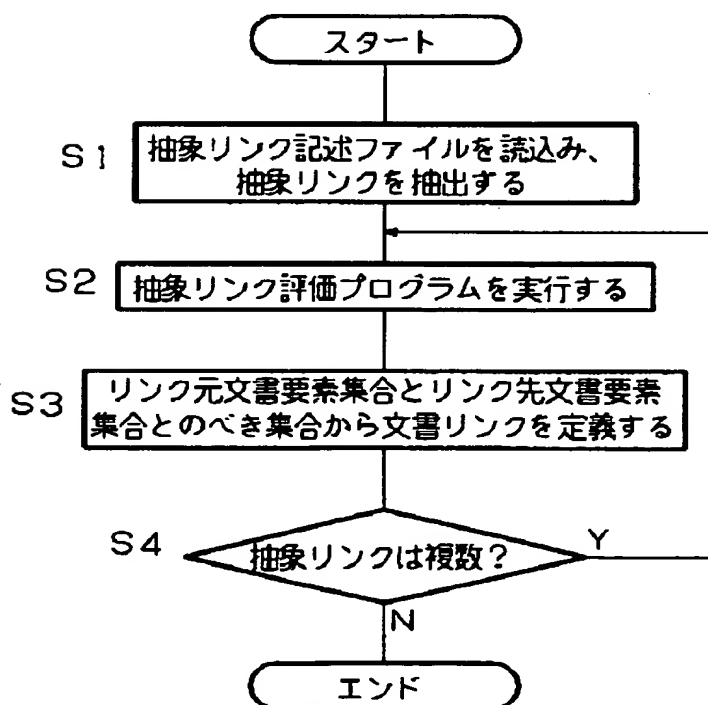 スタート
S1
抽象リンク記述ファイルを読込み、
抽象リンクを抽出する
S2
抽象リンク評価プログラムを実行する
S3
リンク元文書要素集合とリンク先文書要素
集合とのべき集合から文書リンクを定義する
S4
抽象リンクは複数?
Y
N
エンド